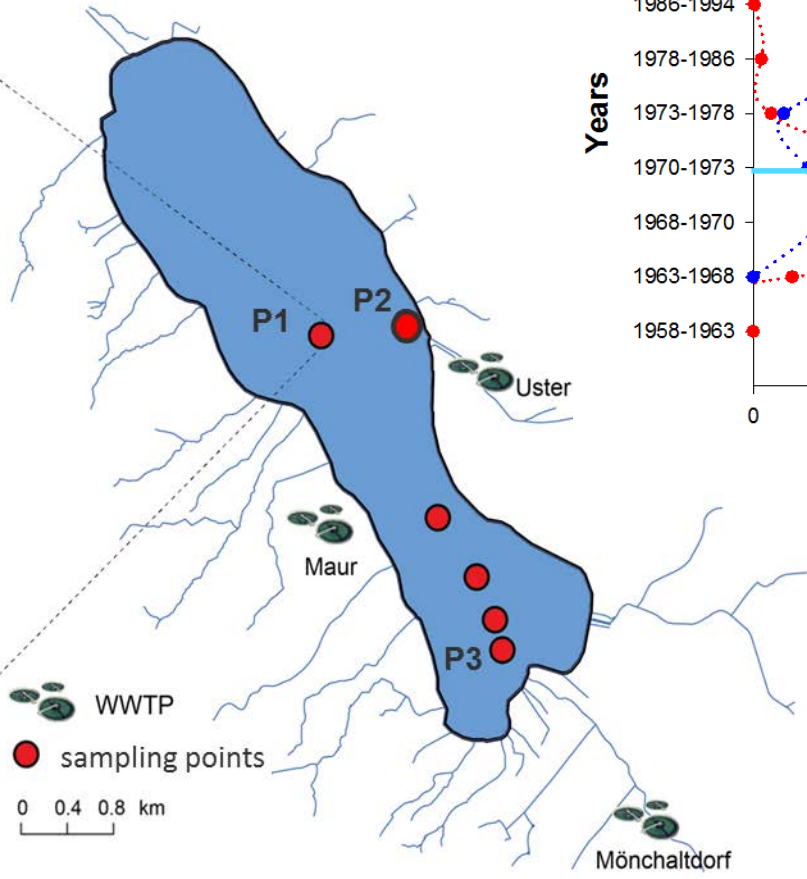 1986-1994
1978-1986
1973-1978
1970-1973
1968-1970
1963-1968
1958-1963
Years
0
P1
P2
Uster
Maur
P3
WWTP
sampling points
0 0.4 0.8 km
Mönchaltdorf